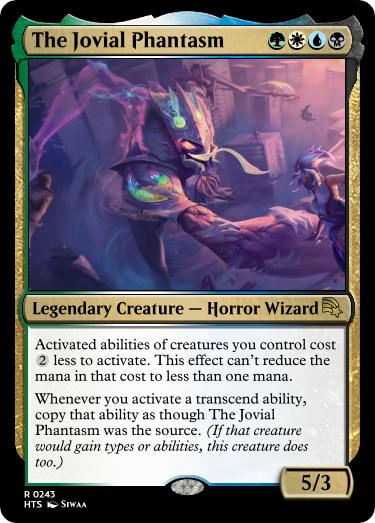 The Jovial Phantasm
Legendary Creature — Horror Wizard
Activated abilities of creatures you control cost
2 less to activate. This effect can't reduce the
mana in that cost to less than one mana.
Whenever you activate a transcend ability,
copy that ability as though The Jovial
Phantasm was the source. (If that creature
would gain types or abilities, this creature does
too.)
5/3
R 0243
HTS Siwaa